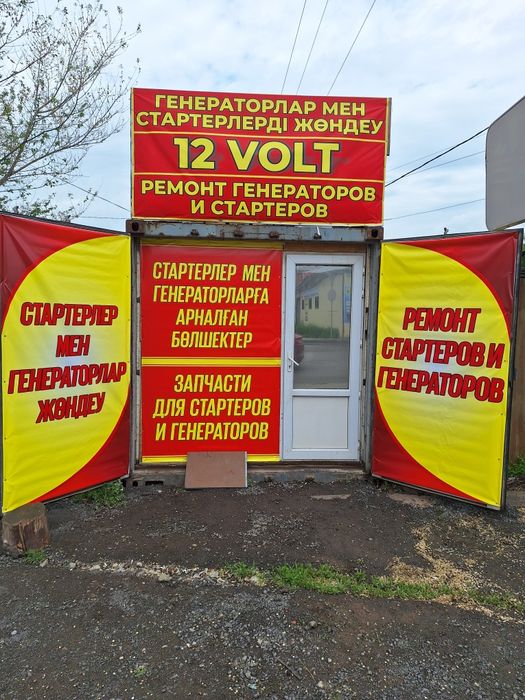 ГЕНЕРАТОРЛАР МЕН
СТАРТЕРЛЕРДІ ЖӨНДЕУ
12 VOLT
РЕМОНТ ГЕНЕРАТОРОВ
И СТАРТЕРОВ
СТАРТЕРЛЕР
МЕН
ГЕНЕРАТОРЛАР
ЖӨНДЕУ
СТАРТЕРЛЕР МЕН
ГЕНЕРАТОРЛАРҒА
АРНАЛҒАН
БӨЛШЕКТЕР
ЗАПЧАСТИ
ДЛЯ СТАРТЕРОВ
И ГЕНЕРАТОРОВ
РЕМОНТ
СТАРТЕРОВ И
ГЕНЕРАТОРОВ